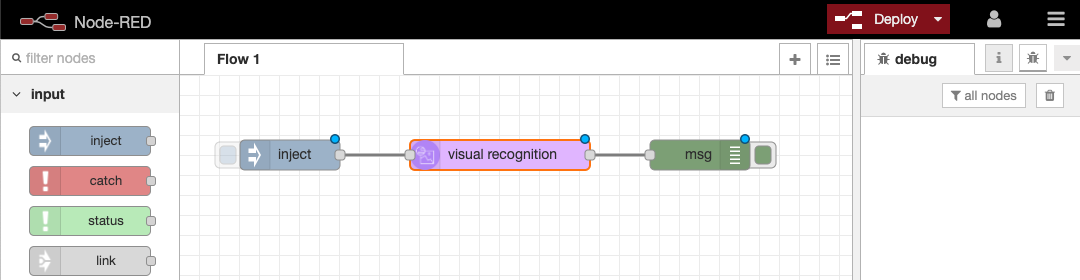 Node-RED
Deploy
filter nodes
Flow 1
debug
i
all nodes
input
inject
catch
status
link
inject
visual recognition
msg